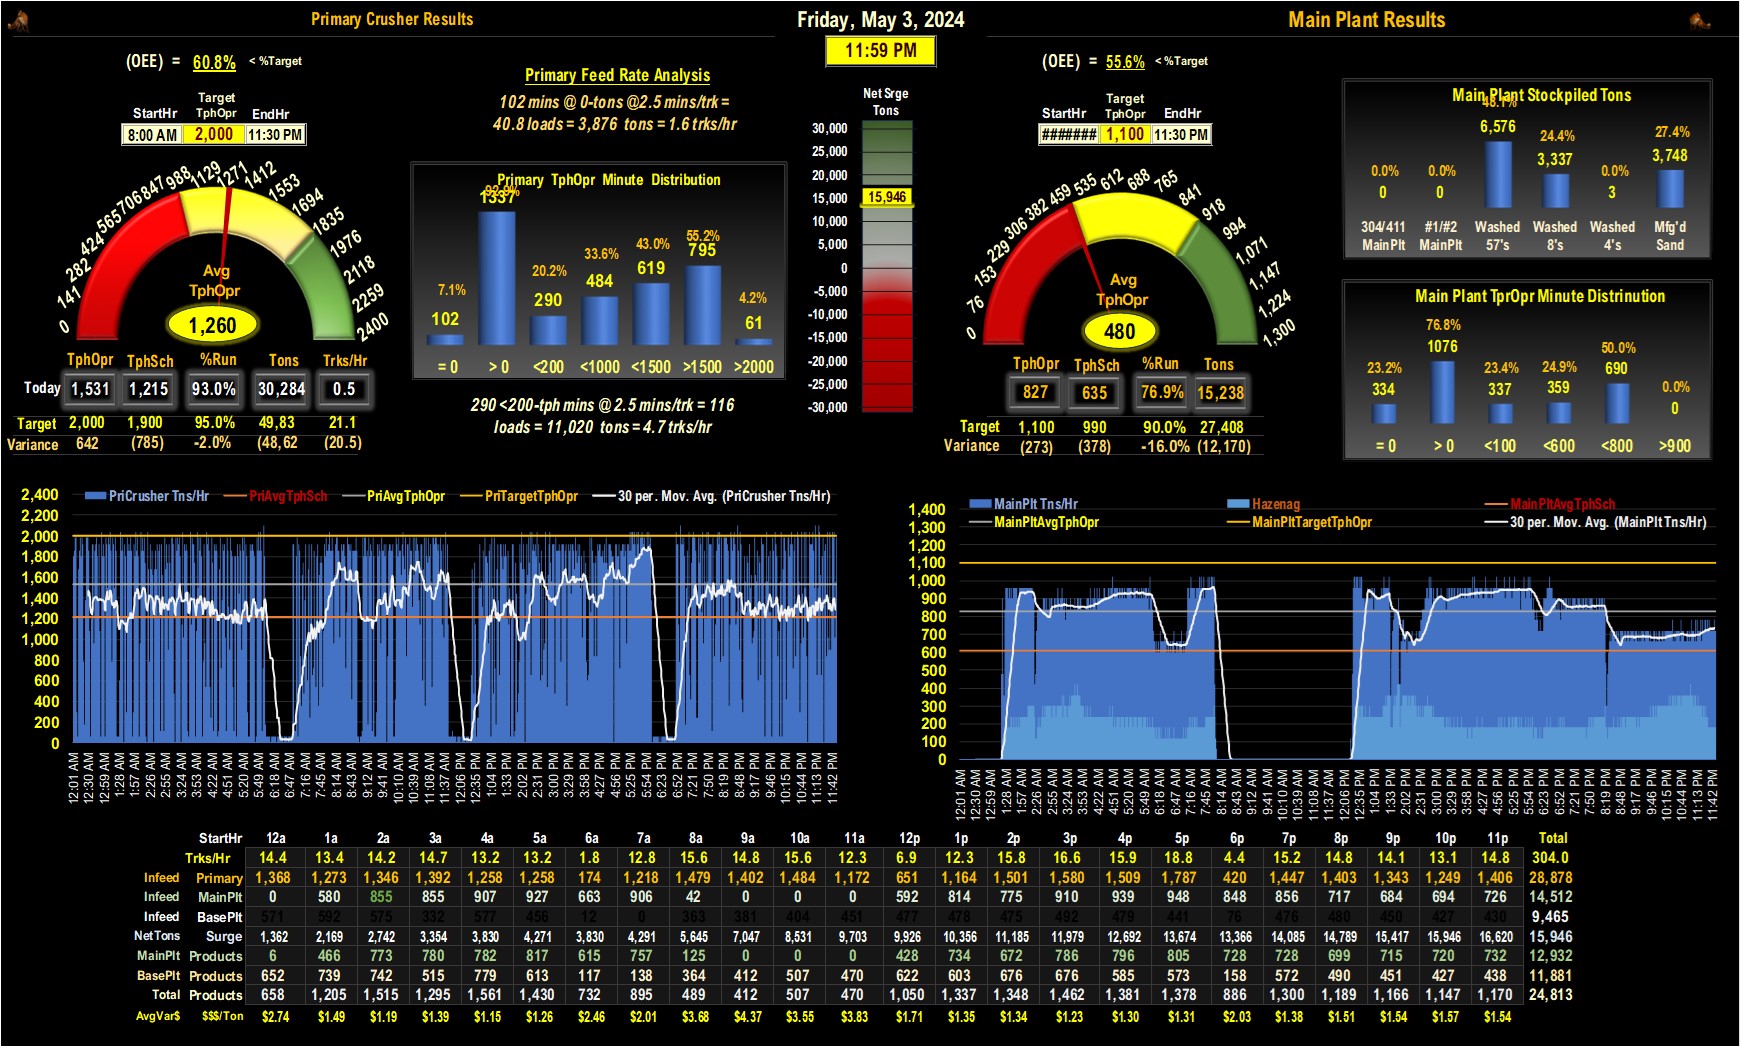 Primary Crusher Results
Friday, May 3, 2024
Main Plant Results
11:59 PM
(OEE) = 60.8% < %Target
StartHr Target TphOpr EndHr
8:00 AM 2,000 11:30 PM
0 141 282 424 565 706 847 988 1129 1271 1412 1553 1694 1835 1976 2118 2259 2400
Avg
TphOpr
1,260
TphOpr TphSch %Run Tons Trks/Hr
Today 1,531 1,215 93.0% 30,284 0.5
Target 2,000 1,900 95.0% 49,83 21.1
Variance 642 (785) -2.0% (48,62 (20.5)
Primary Feed Rate Analysis
102 mins @ 0-tons @2.5 mins/trk =
40.8 loads = 3,876 tons = 1.6 trks/hr
Primary TphOpr Minute Distribution
7.1% 92.9% 20.2% 33.6% 43.0% 55.2% 4.2%
102 1337 290 484 619 795 61
= 0 > 0 <200 <1000 <1500 >1500 >2000
290 <200-tph mins @ 2.5 mins/trk = 116
loads = 11,020 tons = 4.7 trks/hr
Net Srge
Tons
30,000
25,000
20,000
15,000
15,946
10,000
5,000
0
-5,000
-10,000
-15,000
-20,000
-25,000
-30,000
(OEE) = 55.6% < %Target
StartHr Target TphOpr EndHr
####### 1,100 11:30 PM
0 76 153 229 306 382 459 535 612 688 765 841 918 994 1,071 1,147 1,224 1,300
Avg
TphOpr
480
TphOpr TphSch %Run Tons
827 635 76.9% 15,238
Target 1,100 990 90.0% 27,408
Variance (273) (378) -16.0% (12,170)
Main Plant Stockpiled Tons
0.0% 0.0% 48.1% 24.4% 0.0% 27.4%
0 0 6,576 3,337 3 3,748
304/411 #1/#2 Washed Washed Washed Mfg'd
MainPlt MainPlt 57's 8's 4's Sand
Main Plant TprOpr Minute Distrinution
23.2% 76.8% 23.4% 24.9% 50.0% 0.0%
334 1076 337 359 690 0
= 0 > 0 <100 <600 <800 >900
PriCrusher Tns/Hr PriAvgTphSch PriAvgTphOpr PriTargetTphOpr 30 per. Mov. Avg. (PriCrusher Tns/Hr)
2,400
2,200
2,000
1,800
1,600
1,400
1,200
1,000
800
600
400
200
0
12:01 AM 12:30 AM 12:59 AM 1:28 AM 1:57 AM 2:26 AM 2:55 AM 3:24 AM 3:53 AM 4:22 AM 4:51 AM 5:20 AM 5:49 AM 6:18 AM 6:47 AM 7:16 AM 7:45 AM 8:14 AM 8:43 AM 9:12 AM 9:41 AM 10:10 AM 10:39 AM 11:08 AM 11:37 AM 12:06 PM 12:35 PM 1:04 PM 1:33 PM 2:02 PM 2:31 PM 3:00 PM 3:29 PM 3:58 PM 4:27 PM 4:56 PM 5:25 PM 5:54 PM 6:23 PM 6:52 PM 7:21 PM 7:50 PM 8:19 PM 8:48 PM 9:17 PM 9:46 PM 10:15 PM 10:44 PM 11:13 PM 11:42 PM
MainPlt Tns/Hr Hazenag MainPltAvgTphSch
MainPltAvgTphOpr MainPltTargetTphOpr 30 per. Mov. Avg. (MainPlt Tns/Hr)
1,400
1,300
1,200
1,100
1,000
900
800
700
600
500
400
300
200
100
0
12:01 AM 12:30 AM 12:59 AM 1:28 AM 1:57 AM 2:26 AM 2:55 AM 3:24 AM 3:53 AM 4:22 AM 4:51 AM 5:20 AM 5:49 AM 6:18 AM 6:47 AM 7:16 AM 7:45 AM 8:14 AM 8:43 AM 9:12 AM 9:41 AM 10:10 AM 10:39 AM 11:08 AM 11:37 AM 12:06 PM 12:35 PM 1:04 PM 1:33 PM 2:02 PM 2:31 PM 3:00 PM 3:29 PM 3:58 PM 4:27 PM 4:56 PM 5:25 PM 5:54 PM 6:23 PM 6:52 PM 7:21 PM 7:50 PM 8:19 PM 8:48 PM 9:17 PM 9:46 PM 10:15 PM 10:44 PM 11:13 PM 11:42 PM
StartHr 12a 1a 2a 3a 4a 5a 6a 7a 8a 9a 10a 11a 12p 1p 2p 3p 4p 5p 6p 7p 8p 9p 10p 11p Total
Trks/Hr 14.4 13.4 14.2 14.7 13.2 13.2 1.8 12.8 15.6 14.8 15.6 12.3 6.9 12.3 15.8 16.6 15.9 18.8 4.4 15.2 14.8 14.1 13.1 14.8 304.0
Infeed Primary 1,368 1,273 1,346 1,392 1,258 1,258 174 1,218 1,479 1,402 1,484 1,172 651 1,164 1,501 1,580 1,509 1,787 420 1,447 1,403 1,343 1,249 1,406 28,878
Infeed MainPlt 0 580 855 855 907 927 663 906 42 0 0 0 592 814 775 910 939 948 848 856 717 684 694 726 14,512
Infeed BasePlt 571 592 575 332 577 456 12 0 363 381 404 451 477 478 475 492 479 441 76 476 480 450 427 430 9,465
NetTons Surge 1,362 2,169 2,742 3,354 3,830 4,271 3,830 4,291 5,645 7,047 8,531 9,703 9,926 10,356 11,185 11,979 12,692 13,674 13,366 14,085 14,789 15,417 15,946 16,620 15,946
MainPlt Products 6 466 773 780 782 817 615 757 125 0 0 0 428 734 672 786 796 805 728 728 699 715 720 732 12,932
BasePlt Products 652 739 742 515 779 613 117 138 364 412 507 470 622 603 676 676 585 573 158 572 490 451 427 438 11,881
Total Products 658 1,205 1,515 1,295 1,561 1,430 732 895 489 412 507 470 1,050 1,337 1,348 1,462 1,381 1,378 886 1,300 1,189 1,166 1,147 1,170 24,813
AvgVar$ $$$/Ton $2.74 $1.49 $1.19 $1.39 $1.15 $1.26 $2.46 $2.01 $3.68 $4.37 $3.55 $3.83 $1.71 $1.35 $1.34 $1.23 $1.30 $1.31 $2.03 $1.38 $1.51 $1.54 $1.57 $1.54